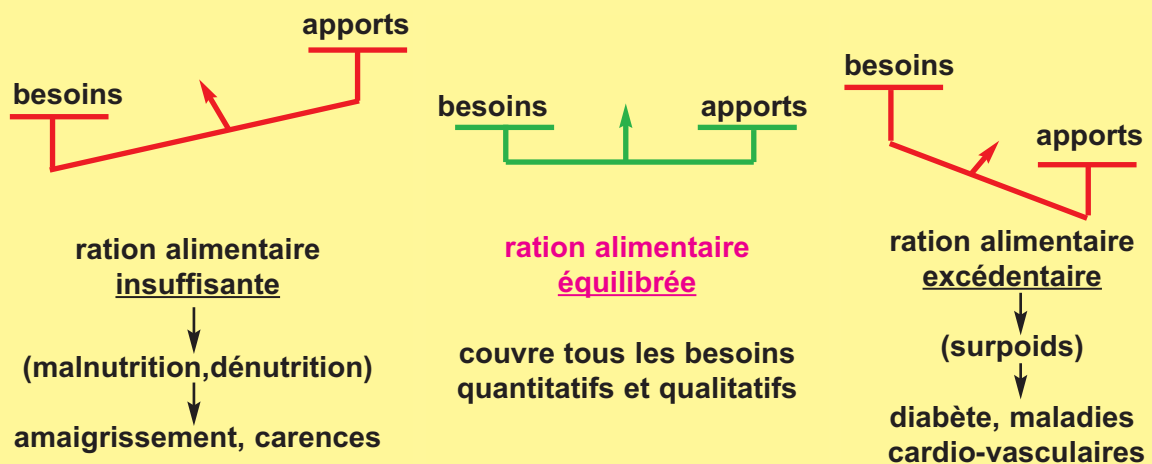 apports
besoins
ration alimentaire
insuffisante
(malnutrition,dénutrition)
amaigrissement, carences
besoins
apports
ration alimentaire
équilibrée
couvre tous les besoins
quantitatifs et qualitatifs
besoins
apports
ration alimentaire
excédentaire
(surpoids)
diabète, maladies
cardio-vasculaires